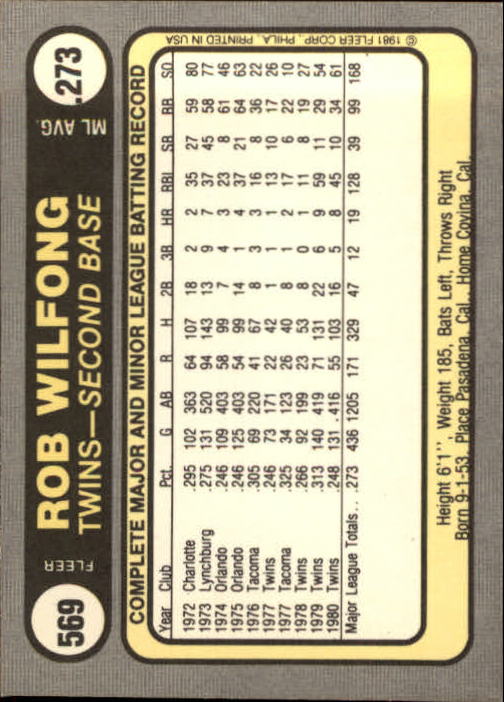 569
FLEER
ROB WILFONG
TWINS—SECOND BASE
ML AVG.
.273
COMPLETE MAJOR AND MINOR LEAGUE BATTING RECORD
Year Club Pct. G AB R H 2B 3B HR RBI SB BB SO
1972 Charlotte .295 102 363 64 107 18 2 2 35 27 59 80
1973 Lynchburg .275 131 520 94 143 13 9 7 37 45 58 77
1974 Orlando .246 109 403 58 99 7 4 3 23 8 61 46
1975 Orlando .246 125 403 54 99 14 1 4 37 21 64 63
1976 Tacoma .305 69 220 41 67 8 3 3 16 8 36 22
1977 Twins .246 73 171 22 42 1 1 1 13 10 17 26
1977 Tacoma .325 34 123 26 40 8 1 2 17 6 22 10
1978 Twins .266 92 199 23 53 8 0 1 11 8 19 27
1979 Twins .313 140 419 71 131 22 6 9 59 11 29 54
1980 Twins .248 131 .416 55 103 16 5 8 45 10 34 61
Major League Totals . . .273 436 1205 171 329 47 12 19 128 39 99 168
Height 6'1'', Weight 185, Bats Left, Throws Right
Born 9-1-53, Place Pasadena, Cal., Home Covina, Cal.
© 1981 FLEER CORP., PHILA., PRINTED IN USA